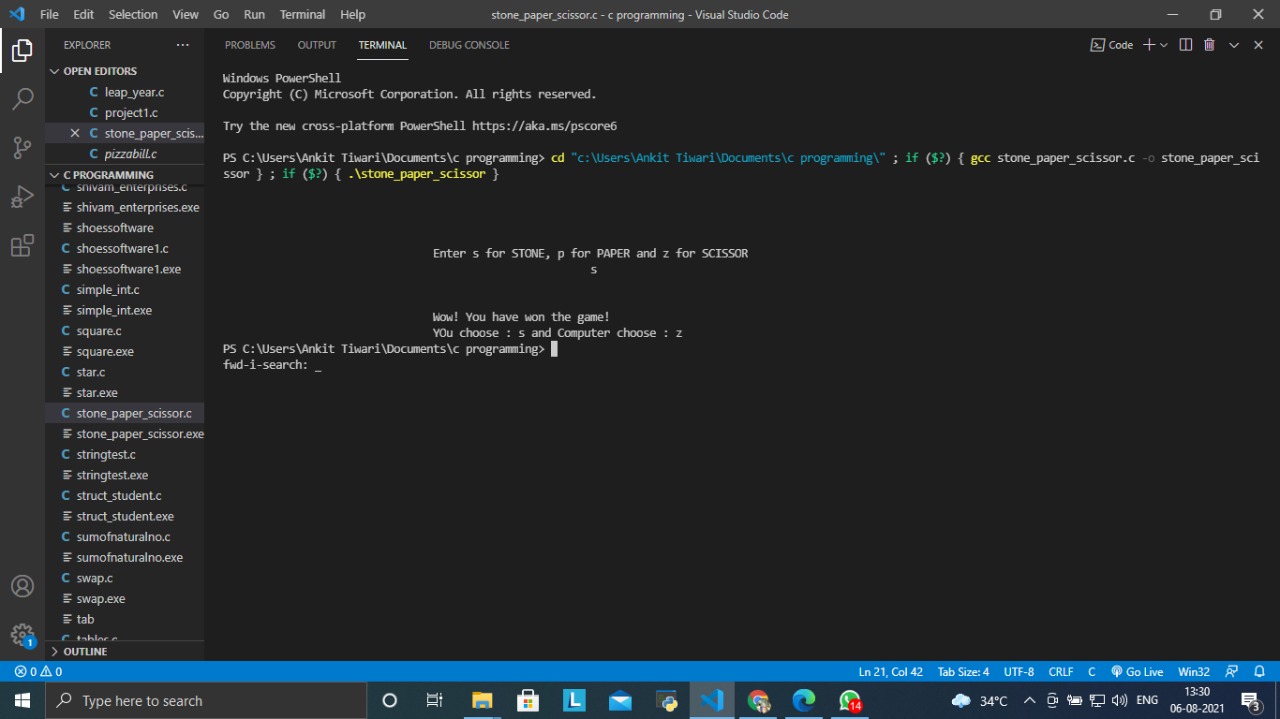 File Edit Selection View Go Run Terminal Help
stone_paper_scissor.c - c programming - Visual Studio Code
EXPLORER
OPEN EDITORS
leap_year.c
project1.c
stone_paper_scis...
pizzabill.c
C PROGRAMMING
shivam_enterprises.c
shivam_enterprises.exe
shoessoftware
shoessoftware1.c
shoessoftware1.exe
simple_int.c
simple_int.exe
square.c
square.exe
star.c
star.exe
stone_paper_scissor.c
stone_paper_scissor.exe
stringtest.c
stringtest.exe
struct_student.c
struct_student.exe
sumofnaturalno.c
sumofnaturalno.exe
swap.c
swap.exe
tab
tables.c
OUTLINE
PROBLEMS OUTPUT TERMINAL DEBUG CONSOLE
Code
Windows PowerShell
Copyright (C) Microsoft Corporation. All rights reserved.
Try the new cross-platform PowerShell https://aka.ms/pscore6
PS C:\Users\Ankit Tiwari\Documents\c programming> cd "c:\Users\Ankit Tiwari\Documents\c programming\" ; if ($?) { gcc stone_paper_scissor.c -o stone_paper_sci
ssor } ; if ($?) { .\stone_paper_scissor }
Enter s for STONE, p for PAPER and z for SCISSOR
s
Wow! You have won the game!
YOu choose : s and Computer choose : z
PS C:\Users\Ankit Tiwari\Documents\c programming>
fwd-i-search: _
1
0 0
Ln 21, Col 42 Tab Size: 4 UTF-8 CRLF C Go Live Win32
Type here to search
L
14
34°C
ENG
13:30
06-08-2021
3